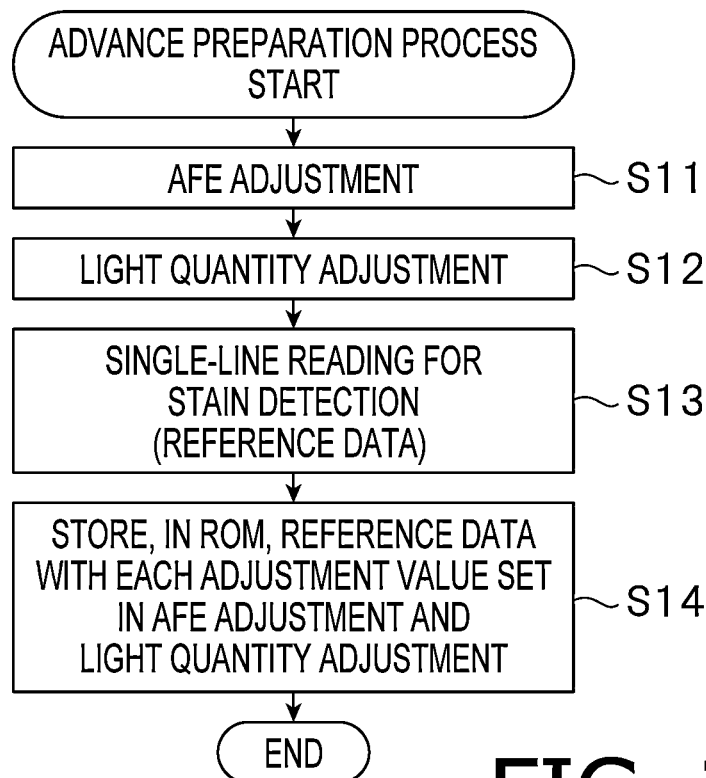 ADVANCE PREPARATION PROCESS
START
AFE ADJUSTMENT
S11
LIGHT QUANTITY ADJUSTMENT
S12
SINGLE-LINE READING FOR
STAIN DETECTION
(REFERENCE DATA)
S13
STORE, IN ROM, REFERENCE DATA
WITH EACH ADJUSTMENT VALUE SET
IN AFE ADJUSTMENT AND
LIGHT QUANTITY ADJUSTMENT
S14
END
FIG.